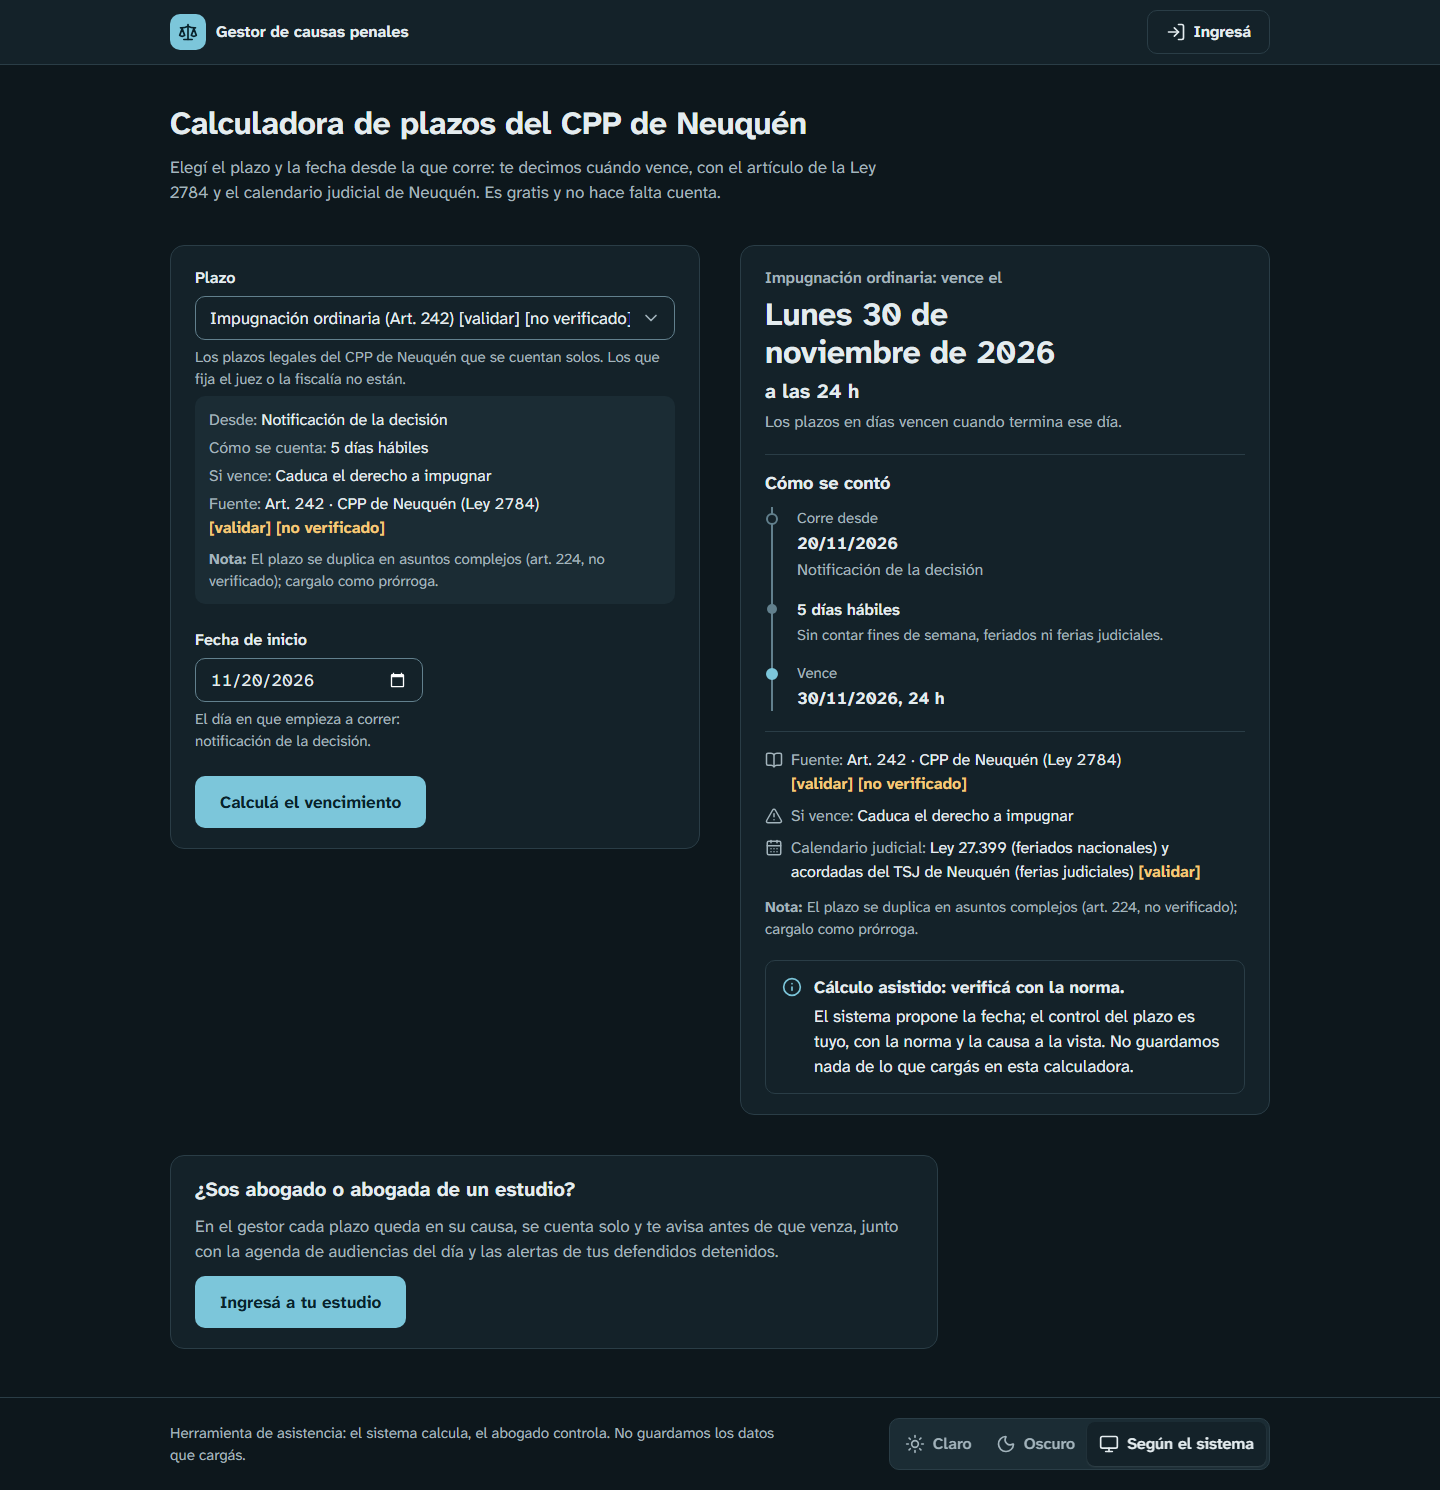 Gestor de causas penales
Ingresá
Calculadora de plazos del CPP de Neuquén
Elegí el plazo y la fecha desde la que corre: te decimos cuándo vence, con el artículo de la Ley
2784 y el calendario judicial de Neuquén. Es gratis y no hace falta cuenta.
Plazo
Impugnación ordinaria (Art. 242) [validar] [no verificado]
Los plazos legales del CPP de Neuquén que se cuentan solos. Los que
fija el juez o la fiscalía no están.
Desde: Notificación de la decisión
Cómo se cuenta: 5 días hábiles
Si vence: Caduca el derecho a impugnar
Fuente: Art. 242 · CPP de Neuquén (Ley 2784)
[validar] [no verificado]
Nota: El plazo se duplica en asuntos complejos (art. 224, no
verificado); cargalo como prórroga.
Fecha de inicio
11/20/2026
El día en que empieza a correr:
notificación de la decisión.
Calculá el vencimiento
Impugnación ordinaria: vence el
Lunes 30 de
noviembre de 2026
a las 24 h
Los plazos en días vencen cuando termina ese día.
Cómo se contó
Corre desde
20/11/2026
Notificación de la decisión
5 días hábiles
Sin contar fines de semana, feriados ni ferias judiciales.
Vence
30/11/2026, 24 h
Fuente: Art. 242 · CPP de Neuquén (Ley 2784)
[validar] [no verificado]
Si vence: Caduca el derecho a impugnar
Calendario judicial: Ley 27.399 (feriados nacionales) y
acordadas del TSJ de Neuquén (ferias judiciales) [validar]
Nota: El plazo se duplica en asuntos complejos (art. 224, no verificado);
cargalo como prórroga.
Cálculo asistido: verificá con la norma.
El sistema propone la fecha; el control del plazo es
tuyo, con la norma y la causa a la vista. No guardamos
nada de lo que cargás en esta calculadora.
¿Sos abogado o abogada de un estudio?
En el gestor cada plazo queda en su causa, se cuenta solo y te avisa antes de que venza, junto
con la agenda de audiencias del día y las alertas de tus defendidos detenidos.
Ingresá a tu estudio
Herramienta de asistencia: el sistema calcula, el abogado controla. No guardamos los datos
que cargás.
Claro
Oscuro
Según el sistema